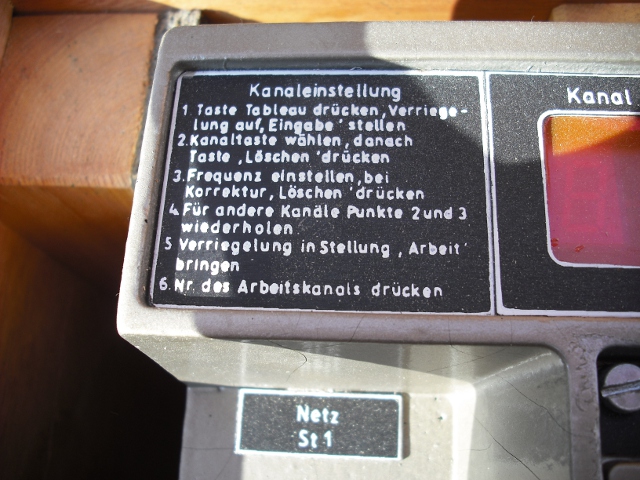 Kanaleinstellung
1. Taste Tableau drücken, Verriege-
lung auf ‚Eingabe' stellen
2. Kanaltaste wählen, danach
Taste ‚Löschen' drücken
3. Frequenz einstellen, bei
Korrektur ‚Löschen' drücken
4. Für andere Kanäle Punkte 2 und 3
wiederholen
5. Verriegelung in Stellung ‚Arbeit'
bringen
6. Nr. des Arbeitskanals drücken
Kanal
Netz
St 1